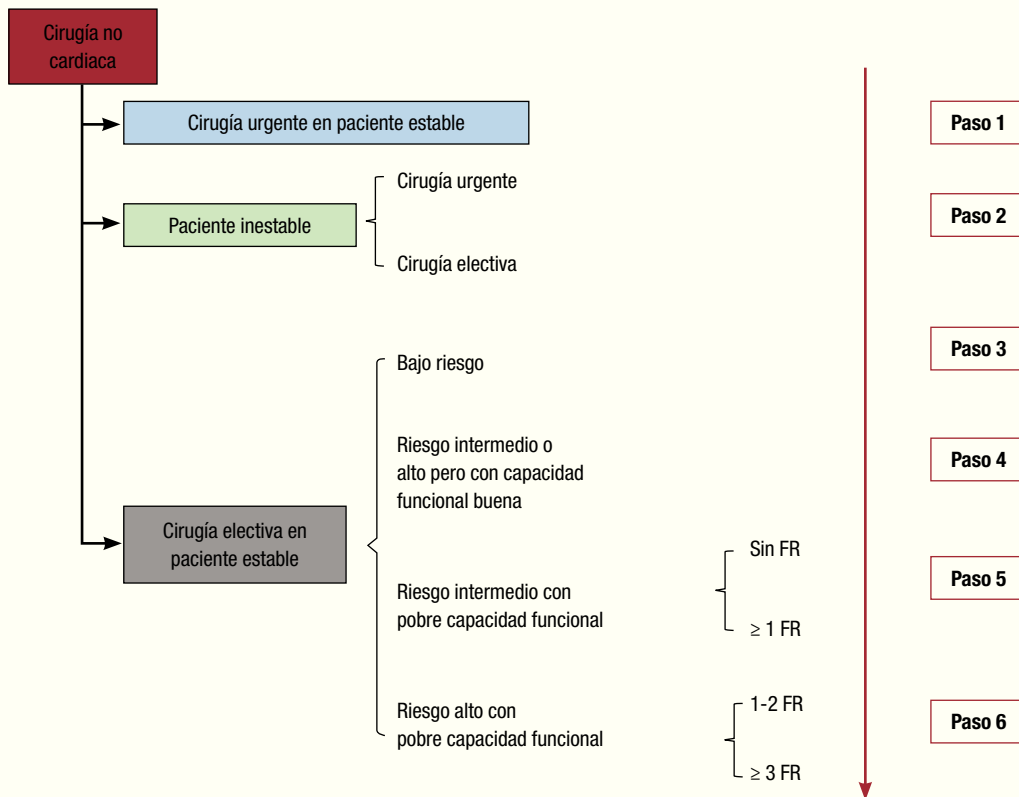 Cirugía no
cardiaca
Cirugía urgente en paciente estable
Paso 1
Paciente inestable
Cirugía urgente
Cirugía electiva
Paso 2
Cirugía electiva en
paciente estable
Bajo riesgo
Paso 3
Riesgo intermedio o
alto pero con capacidad
funcional buena
Paso 4
Riesgo intermedio con
pobre capacidad funcional
Sin FR
≥ 1 FR
Paso 5
Riesgo alto con
pobre capacidad funcional
1-2 FR
≥ 3 FR
Paso 6